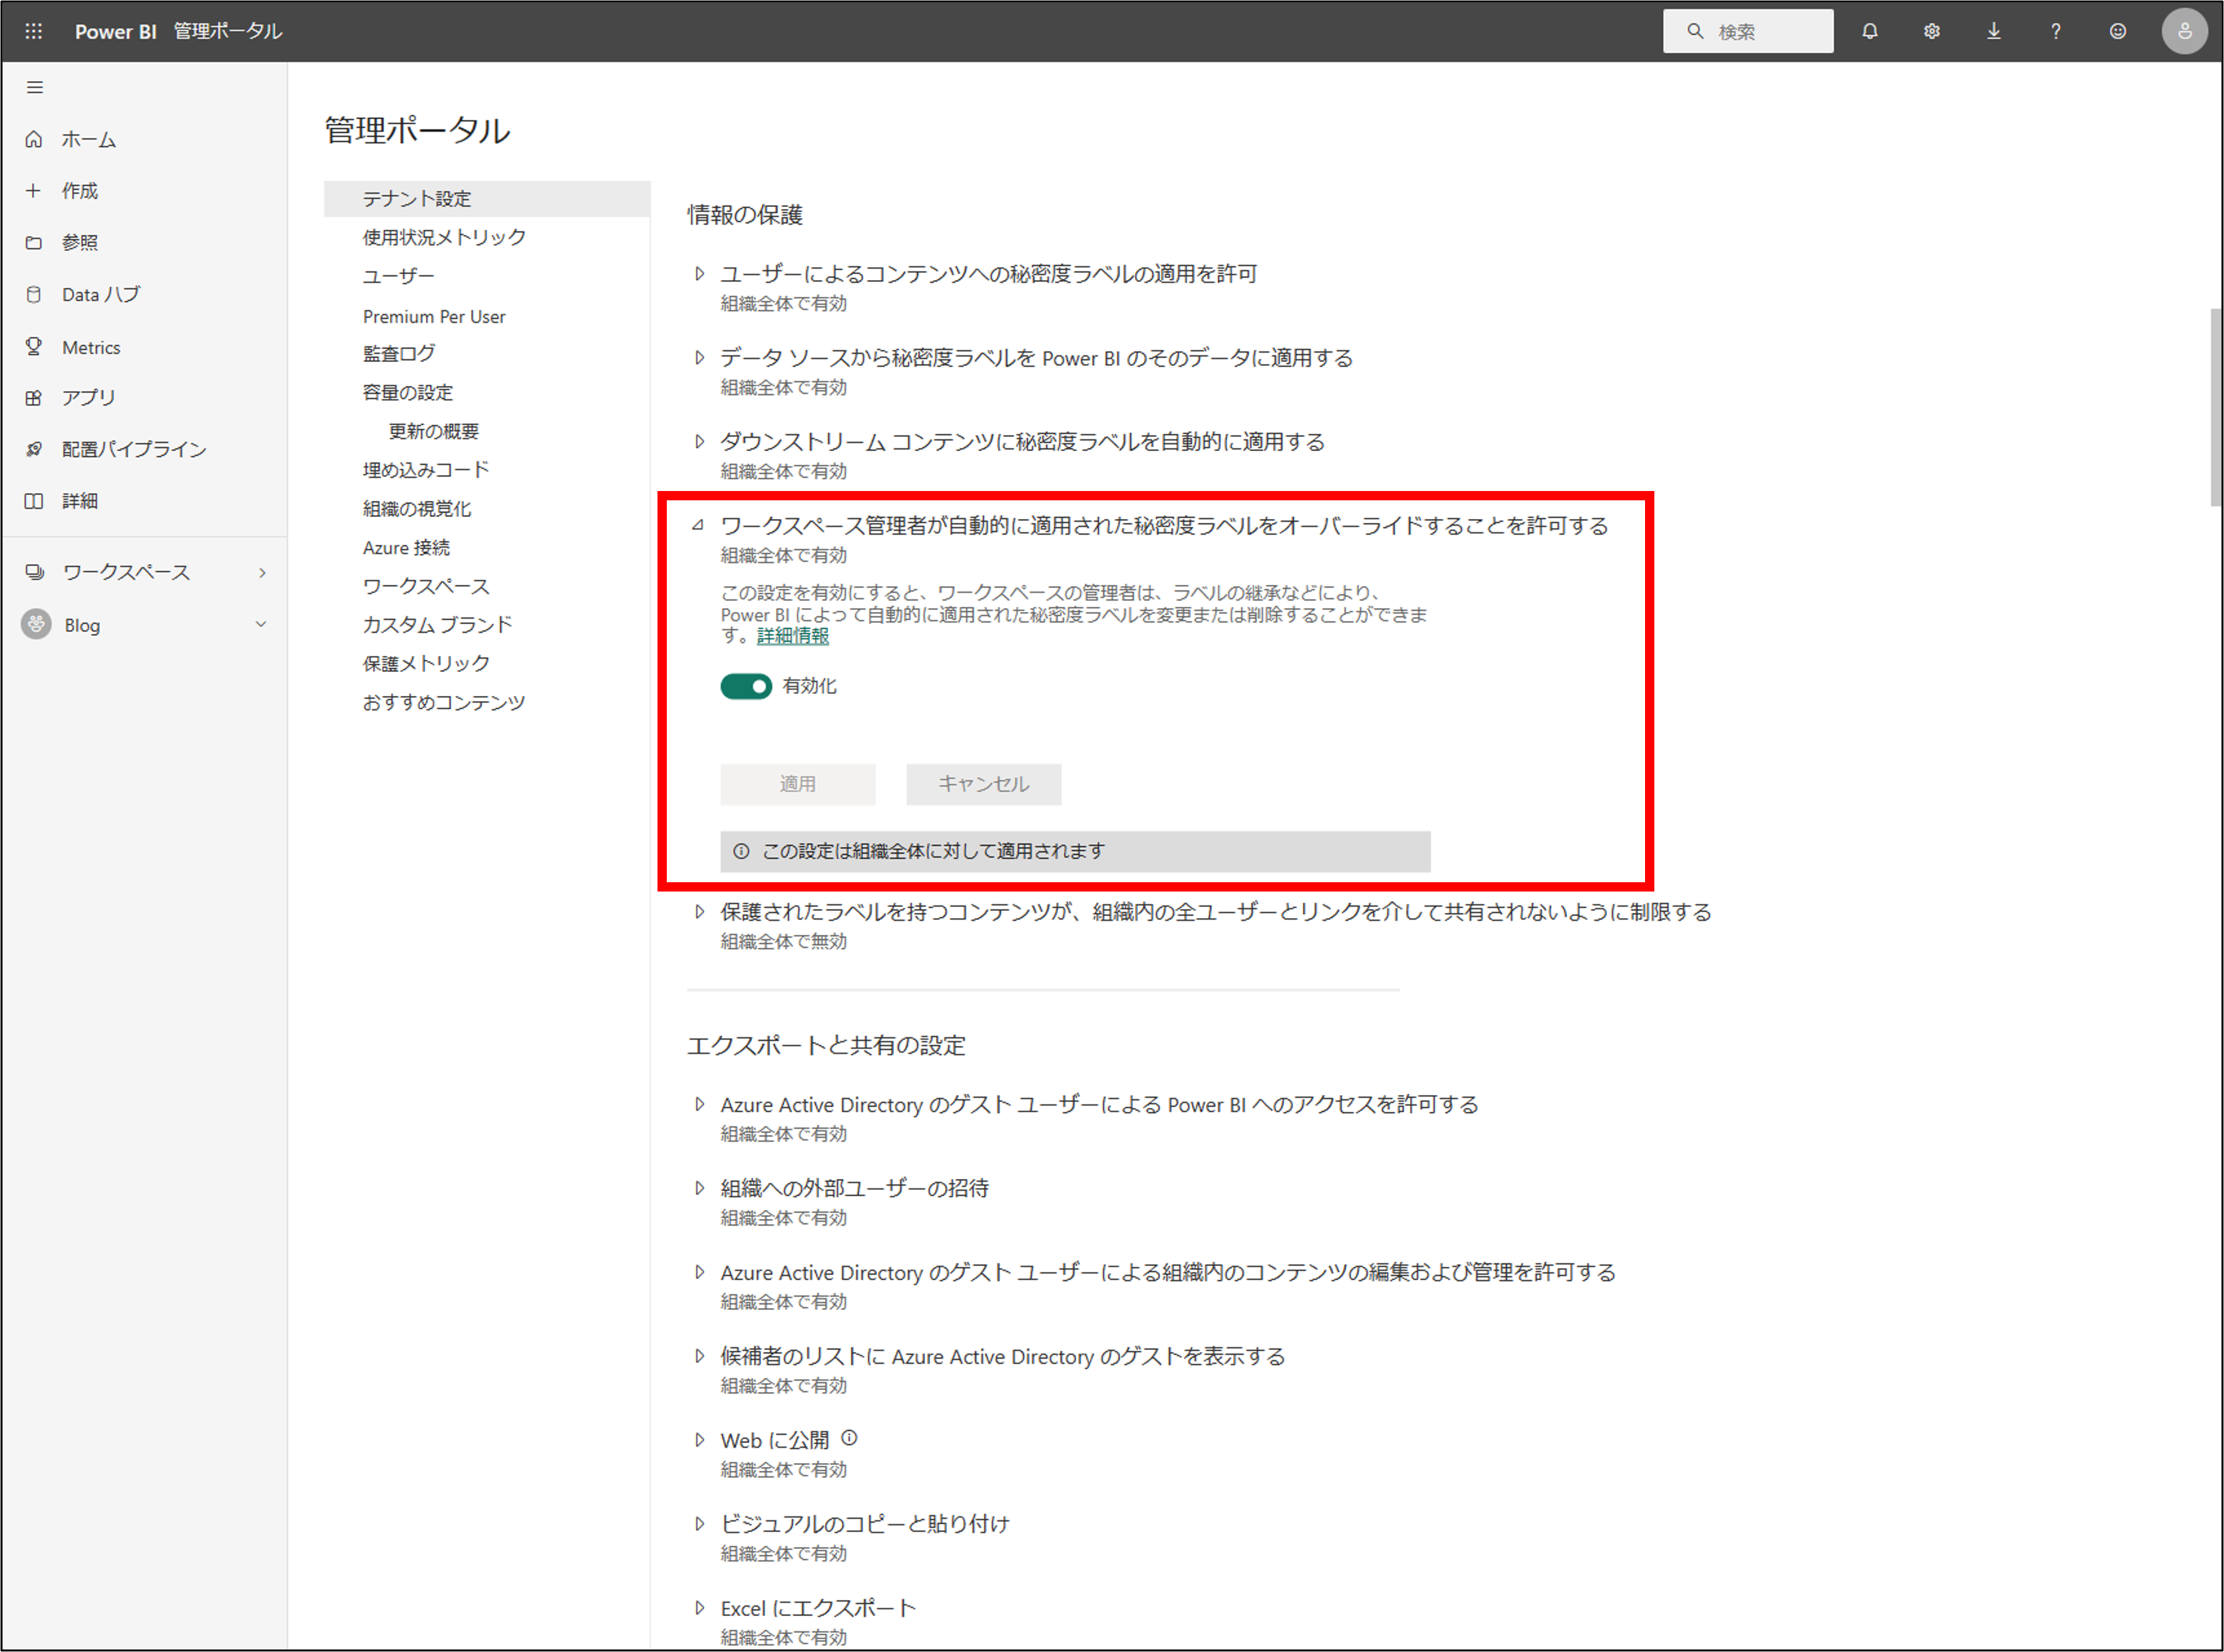 Power BI 管理ポータル
検索
ホーム
作成
参照
Data ハブ
Metrics
アプリ
配置パイプライン
詳細
ワークスペース
Blog
管理ポータル
テナント設定
使用状況メトリック
ユーザー
Premium Per User
監査ログ
容量の設定
更新の概要
埋め込みコード
組織の視覚化
Azure 接続
ワークスペース
カスタム ブランド
保護メトリック
おすすめコンテンツ
情報の保護
ユーザーによるコンテンツへの秘密度ラベルの適用を許可
組織全体で有効
データ ソースから秘密度ラベルを Power BI のそのデータに適用する
組織全体で有効
ダウンストリーム コンテンツに秘密度ラベルを自動的に適用する
組織全体で有効
ワークスペース管理者が自動的に適用された秘密度ラベルをオーバーライドすることを許可する
組織全体で有効
この設定を有効にすると、ワークスペースの管理者は、ラベルの継承などにより、
Power BI によって自動的に適用された秘密度ラベルを変更または削除することができま
す。詳細情報
有効化
適用 キャンセル
この設定は組織全体に対して適用されます
保護されたラベルを持つコンテンツが、組織内の全ユーザーとリンクを介して共有されないように制限する
組織全体で無効
エクスポートと共有の設定
Azure Active Directory のゲスト ユーザーによる Power BI へのアクセスを許可する
組織全体で有効
組織への外部ユーザーの招待
組織全体で有効
Azure Active Directory のゲスト ユーザーによる組織内のコンテンツの編集および管理を許可する
組織全体で有効
候補者のリストに Azure Active Directory のゲストを表示する
組織全体で有効
Web に公開
組織全体で有効
ビジュアルのコピーと貼り付け
組織全体で有効
Excel にエクスポート
組織全体で有効